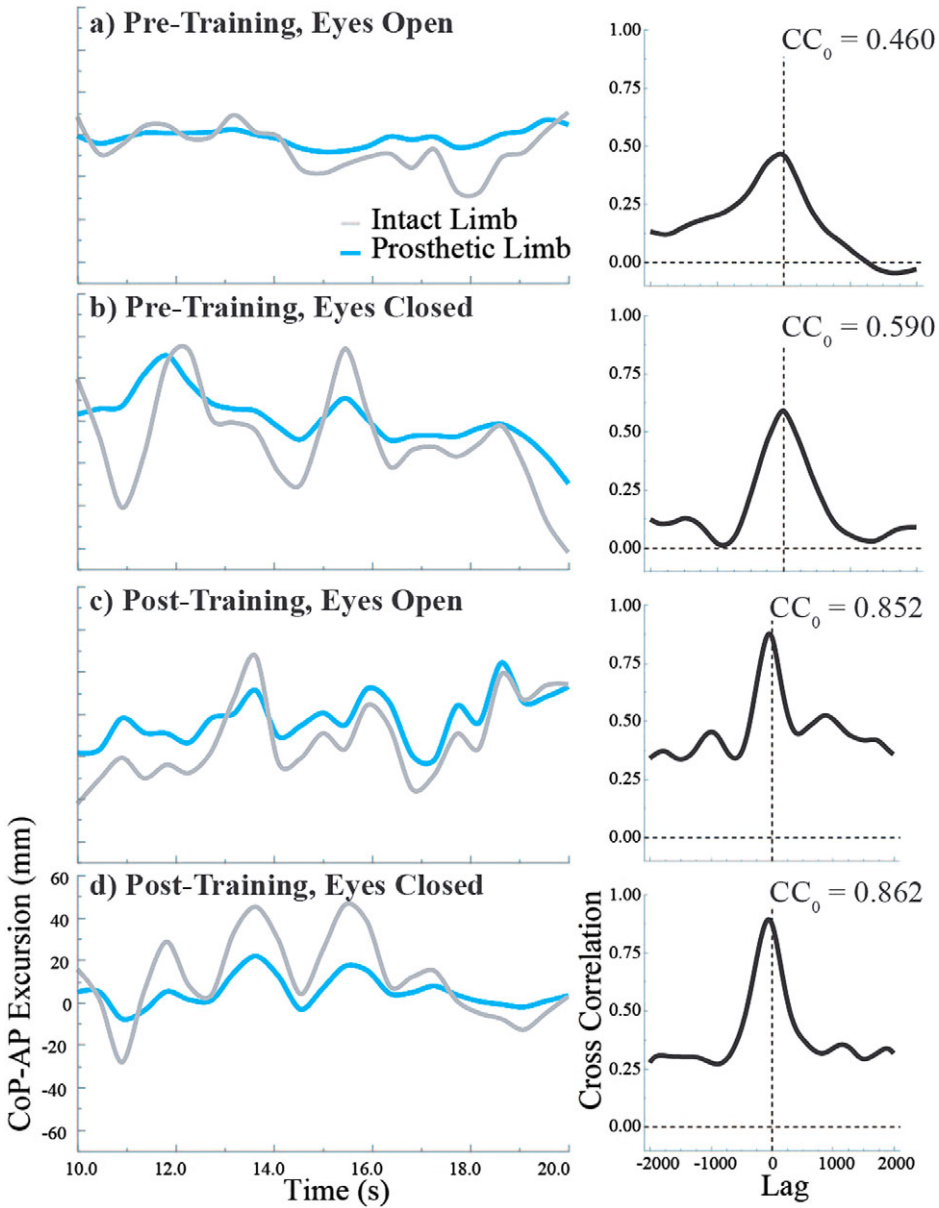 a) Pre-Training, Eyes Open
Intact Limb
Prosthetic Limb
CC0 = 0.460
1.00
0.75
0.50
0.25
0.00
b) Pre-Training, Eyes Closed
CC0 = 0.590
1.00
0.75
0.50
0.25
0.00
c) Post-Training, Eyes Open
CC0 = 0.852
1.00
0.75
0.50
0.25
0.00
d) Post-Training, Eyes Closed
CoP-AP Excursion (mm)
60
40
20
0
-20
-40
-60
10.0 12.0 14.0 16.0 18.0 20.0
Time (s)
CC0 = 0.862
Cross Correlation
1.00
0.75
0.50
0.25
0.00
-2000 -1000 0 1000 2000
Lag